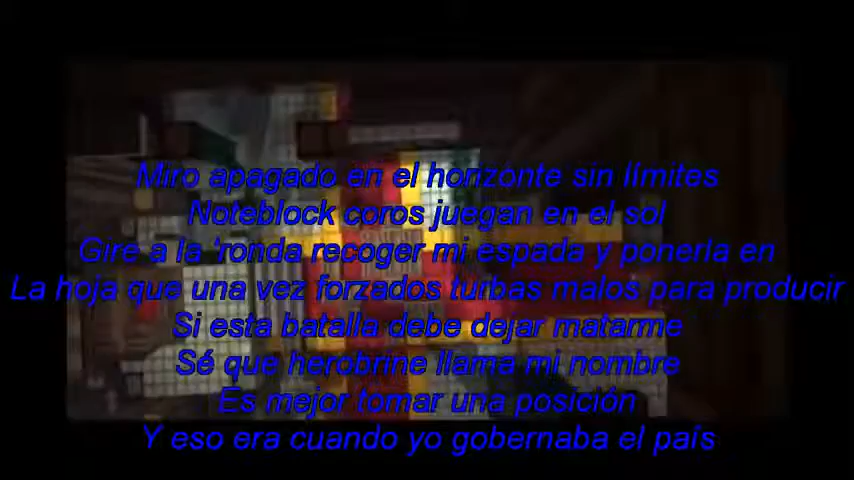 Miro apagado en el horizonte sin límites
Noteblock coros juegan en el sol
Gire a la 'ronda recoger mi espada y ponerla en
La hoja que una vez forzados turbas malos para producir
Si esta batalla debe dejar matarme
Sé que herobrine llama mi nombre
Es mejor tomar una posición
Y eso era cuando yo gobernaba el país